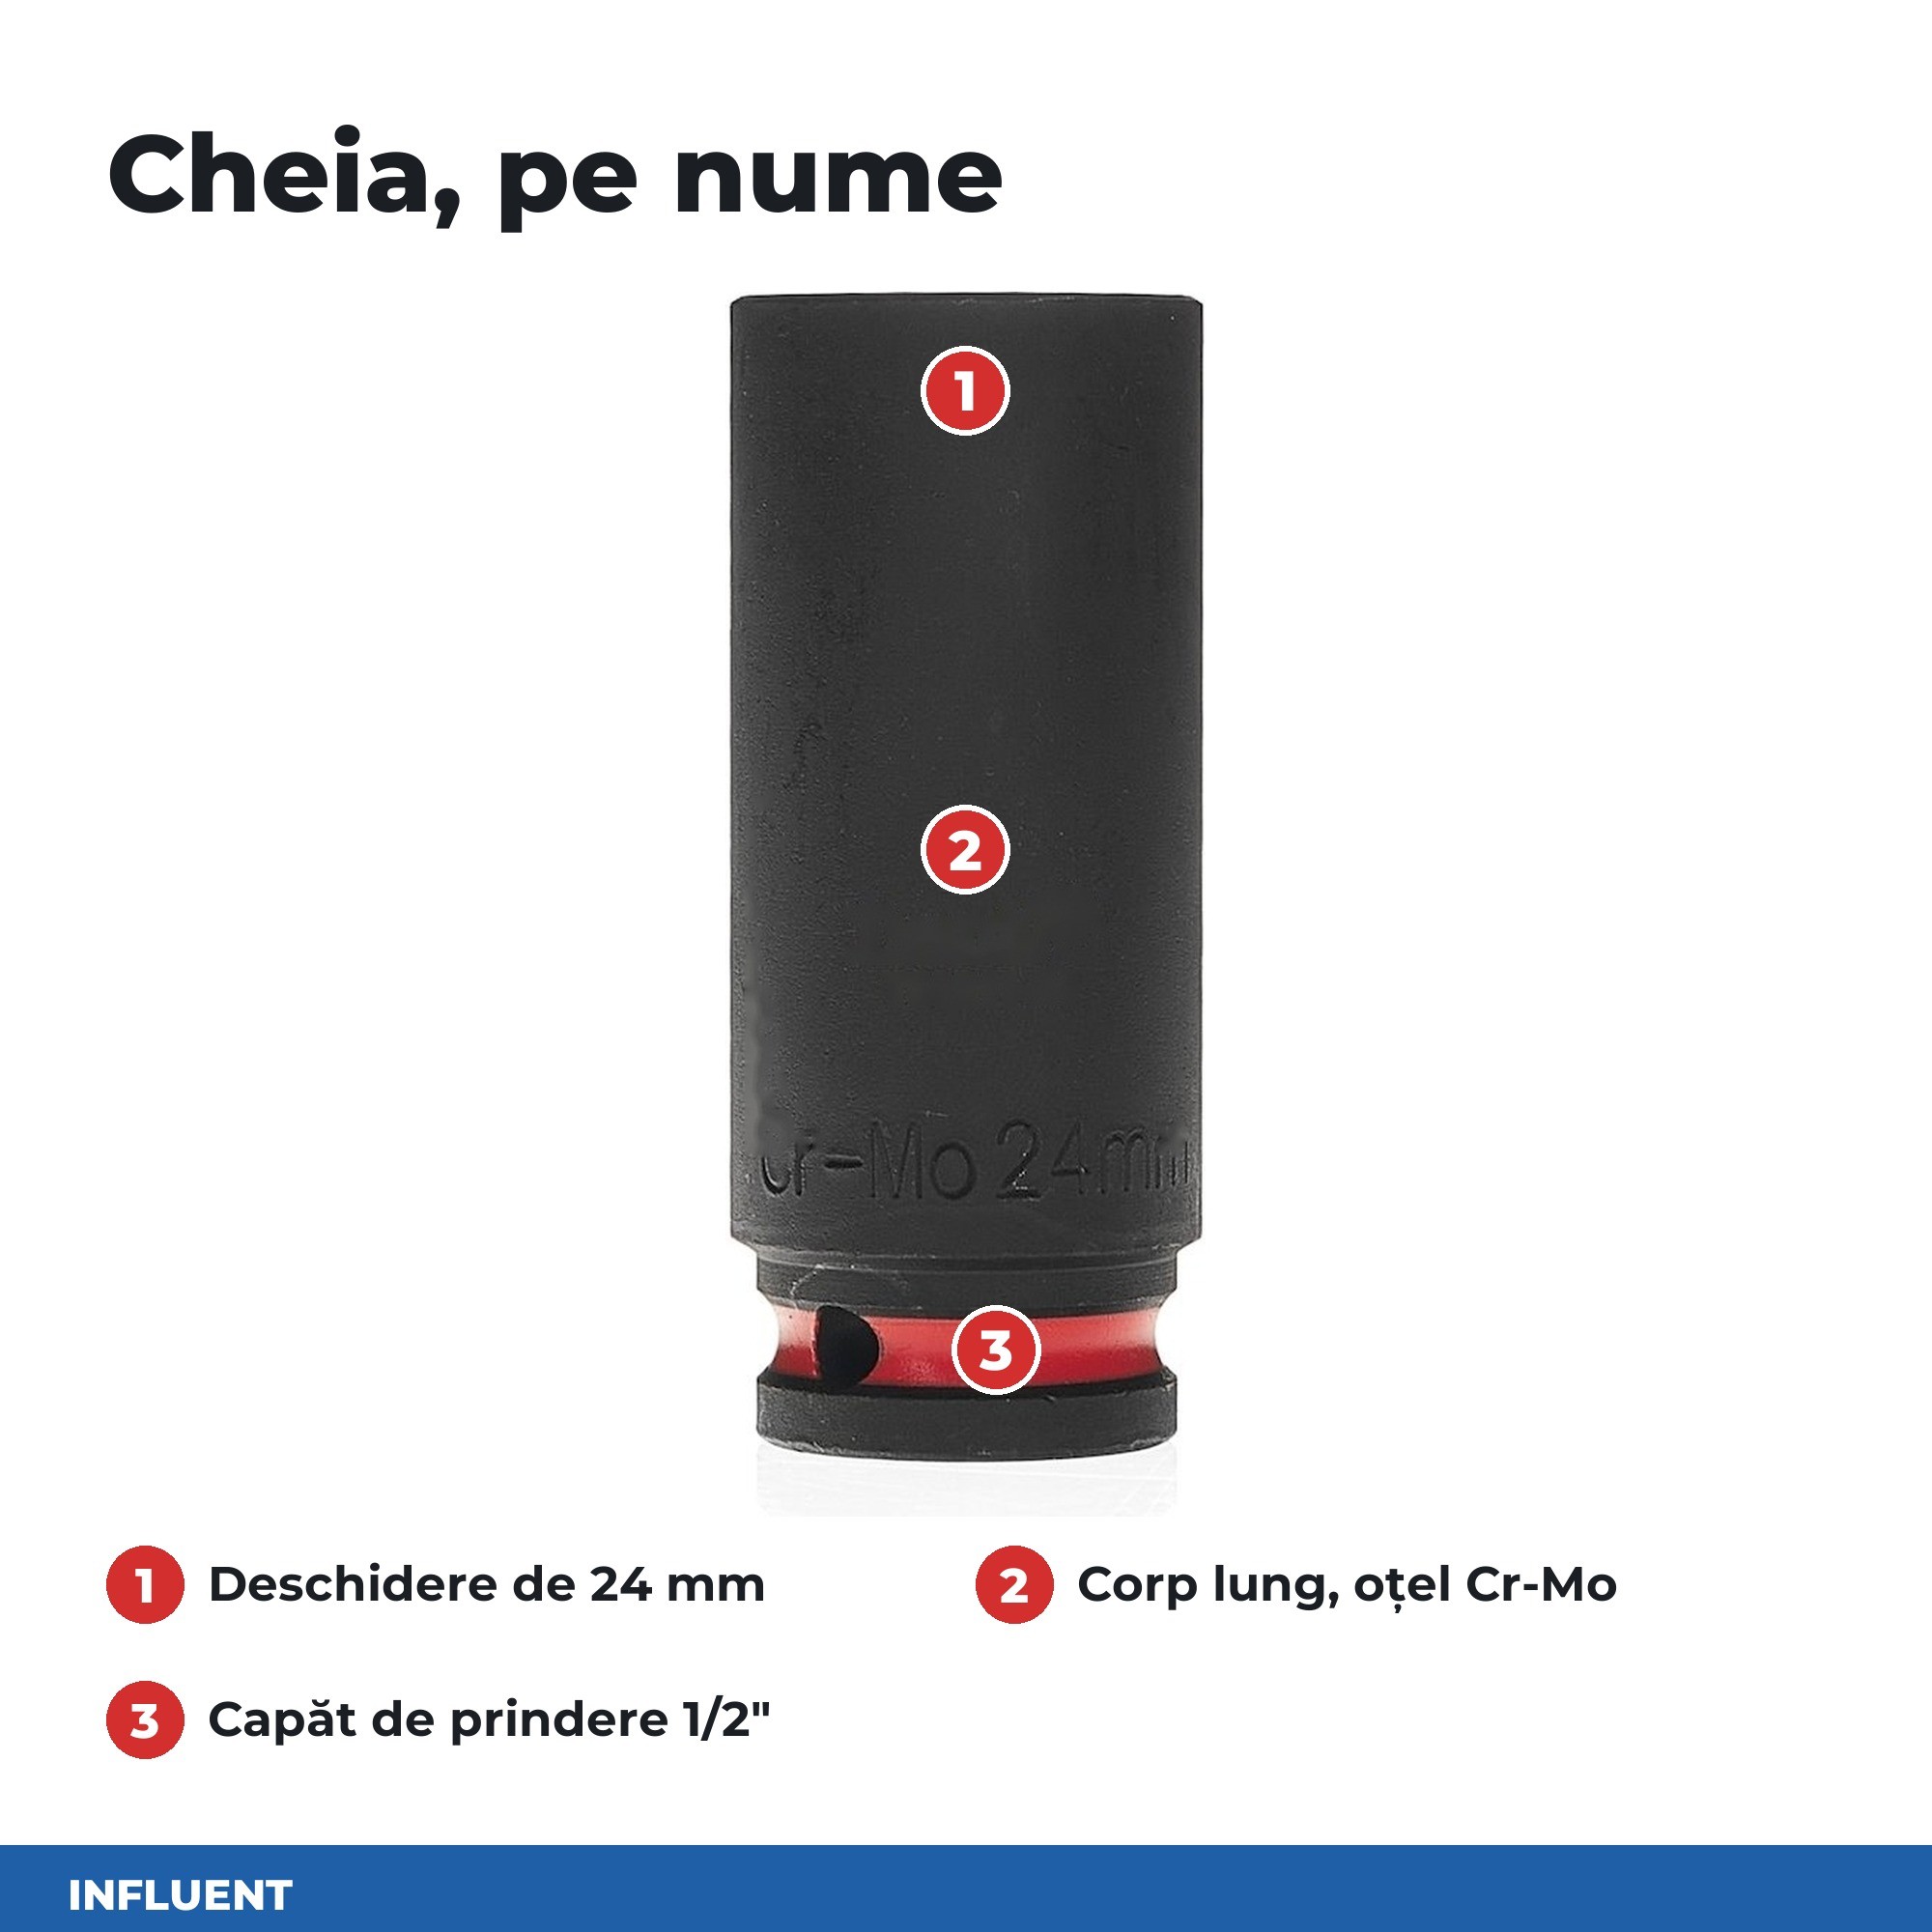 Cheia, pe nume
1
2
Cr-Mo 24mm
3
1 Deschidere de 24 mm
2 Corp lung, oțel Cr-Mo
3 Capăt de prindere 1/2"
INFLUENT